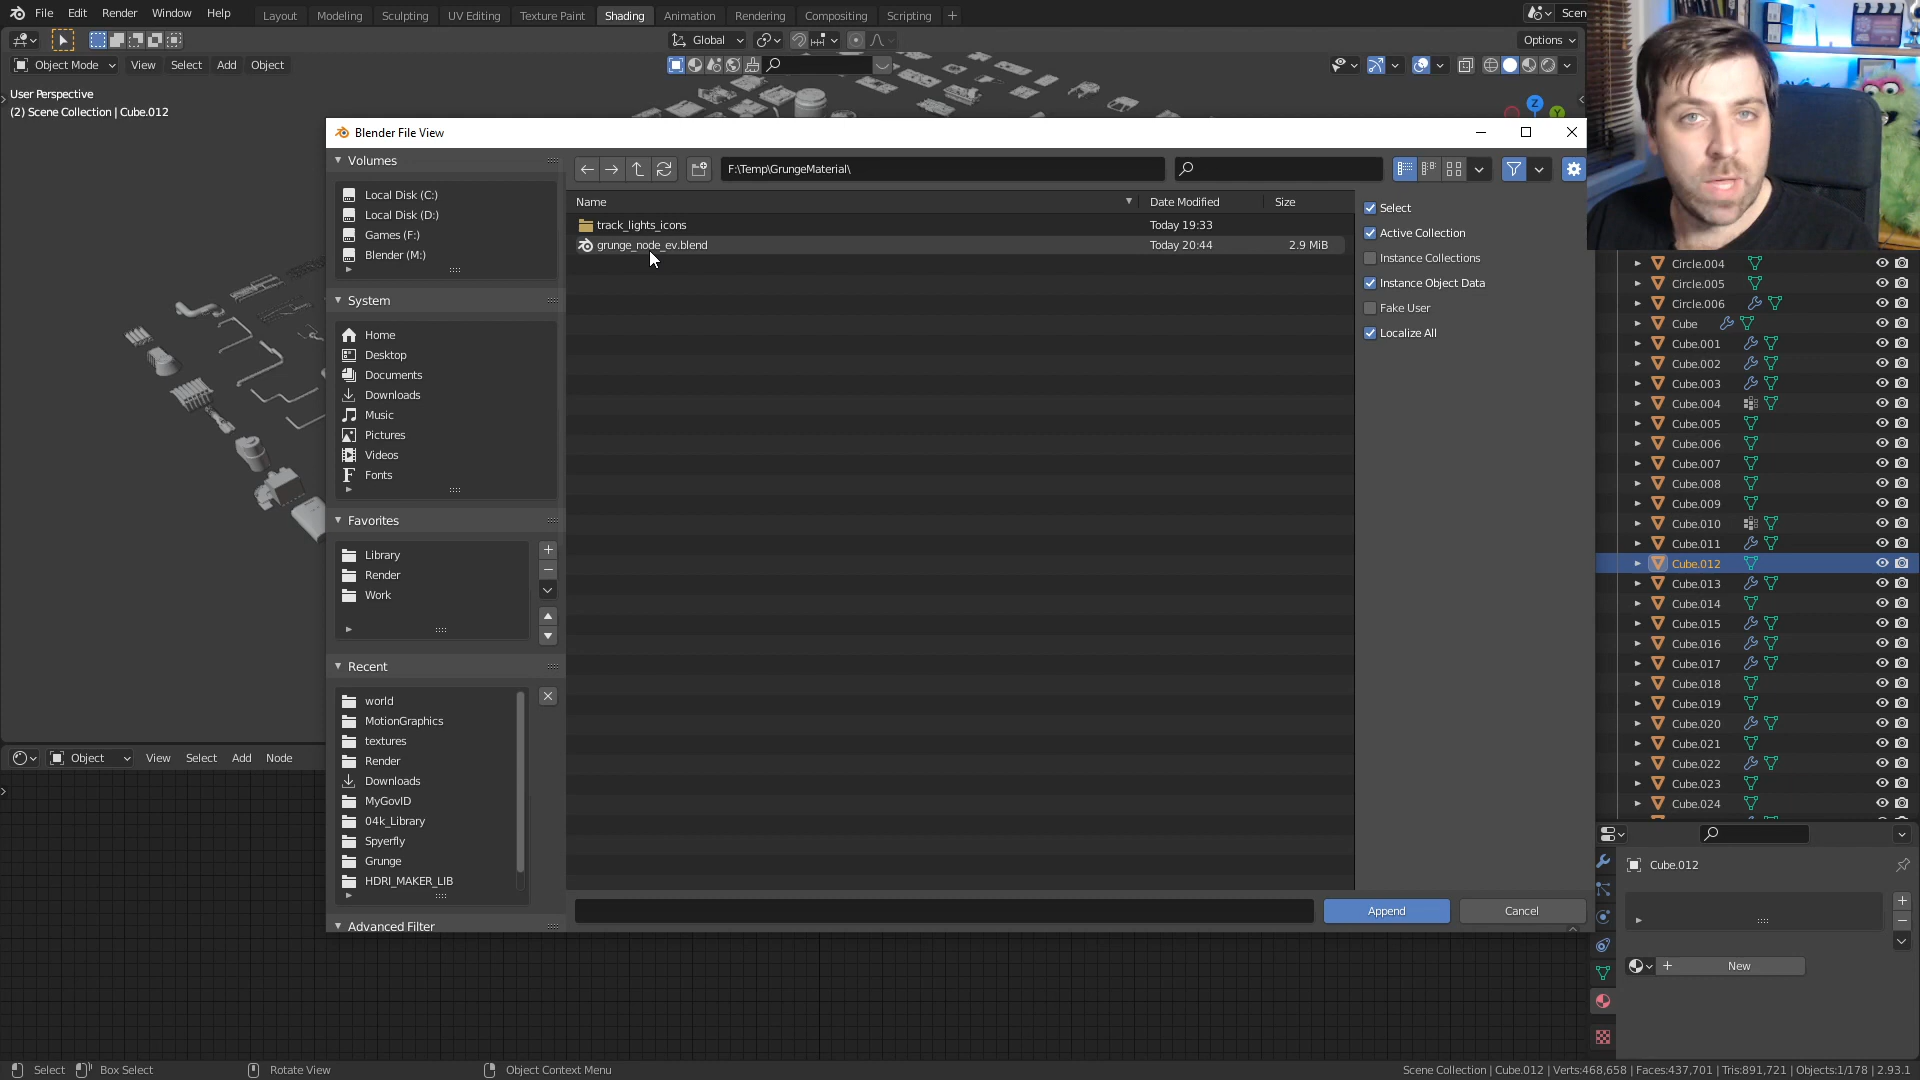 File Edit Render Window Help Layout Modeling Sculpting UV Editing Texture Paint Shading Animation Rendering Compositing Scripting + Scen
Global Options
Object Mode View Select Add Object
User Perspective
(2) Scene Collection | Cube.012
Z
Y
Blender File View
Volumes
Local Disk (C:)
Local Disk (D:)
Games (F:)
Blender (M:)
System
Home
Desktop
Documents
Downloads
Music
Pictures
Videos
Fonts
Favorites
Library
Render
Work
Recent
world
MotionGraphics
textures
Render
Downloads
MyGovID
04k_Library
Spyerfly
Grunge
HDRI_MAKER_LIB
Advanced Filter
F:\Temp\GrungeMaterial\
Name Date Modified Size
track_lights_icons Today 19:33
grunge_node_ev.blend Today 20:44 2.9 MiB
Select
Active Collection
Instance Collections
Instance Object Data
Fake User
Localize All
Append Cancel
Circle.004
Circle.005
Circle.006
Cube
Cube.001
Cube.002
Cube.003
Cube.004
Cube.005
Cube.006
Cube.007
Cube.008
Cube.009
Cube.010
Cube.011
Cube.012
Cube.013
Cube.014
Cube.015
Cube.016
Cube.017
Cube.018
Cube.019
Cube.020
Cube.021
Cube.022
Cube.023
Cube.024
Object View Select Add Node
Cube.012
+ New
Select Box Select Rotate View Object Context Menu
Scene Collection | Cube.012 | Verts:468,658 | Faces:437,701 | Tris:891,721 | Objects:1/178 | 2.93.1